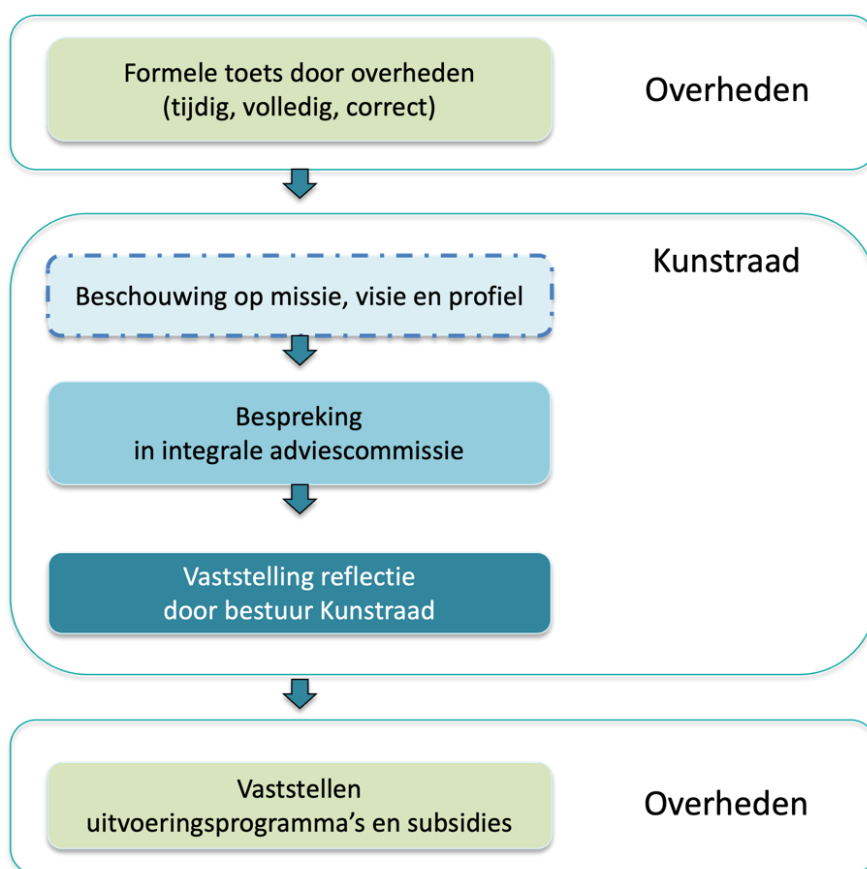 Formele toets door overheden
(tijdig, volledig, correct)
Overheden
Kunstraad
Beschouwing op missie, visie en profiel
Bespreking
in integrale adviescommissie
Vaststelling reflectie
door bestuur Kunstraad
Vaststellen
uitvoeringsprogramma's en subsidies
Overheden